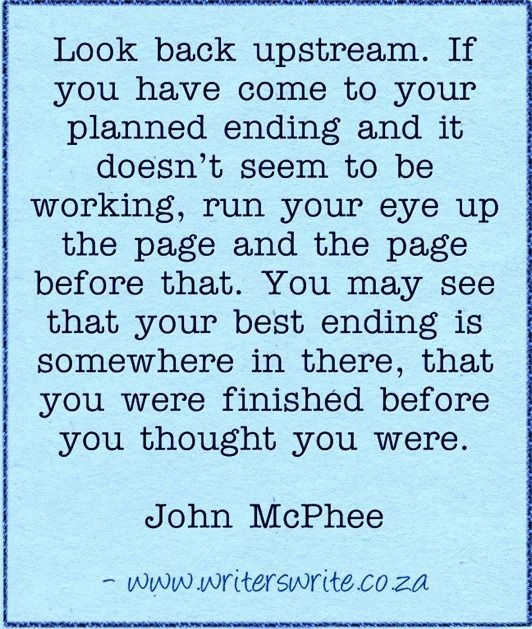 Look back upstream. If
you have come to your
planned ending and it
doesn't seem to be
working, run your eye up
the page and the page
before that. You may see
that your best ending is
somewhere in there, that
you were finished before
you thought you were.
John McPhee
- www.writerswrite.co.za